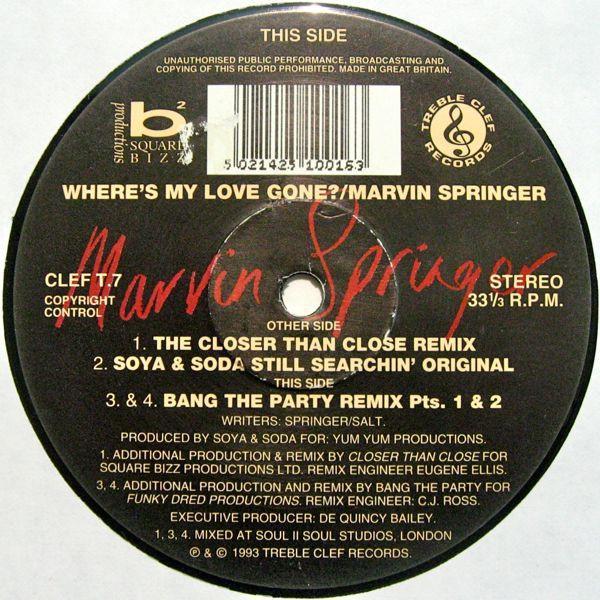 THIS SIDE
UNAUTHORISED PUBLIC PERFORMANCE, BROADCASTING AND
COPYING OF THIS RECORD PROHIBITED. MADE IN GREAT BRITAIN.
b2
SQUARE
BIZZ
productions
5 021424 100163
TREBLE CLEF
RECORDS
WHERE'S MY LOVE GONE?/MARVIN SPRINGER
Marvin Springer
CLEF T.7
COPYRIGHT
CONTROL
STEREO
33⅓ R.P.M.
OTHER SIDE
1. THE CLOSER THAN CLOSE REMIX
2. SOYA & SODA STILL SEARCHIN' ORIGINAL
THIS SIDE
3. & 4. BANG THE PARTY REMIX Pts. 1 & 2
WRITERS: SPRINGER/SALT.
PRODUCED BY SOYA & SODA FOR: YUM YUM PRODUCTIONS.
1. ADDITIONAL PRODUCTION & REMIX BY CLOSER THAN CLOSE FOR
SQUARE BIZZ PRODUCTIONS LTD. REMIX ENGINEER EUGENE ELLIS.
3, 4. ADDITIONAL PRODUCTION AND REMIX BY BANG THE PARTY FOR
FUNKY DRED PRODUCTIONS. REMIX ENGINEER: C.J. ROSS.
EXECUTIVE PRODUCER: DE QUINCY BAILEY.
1, 3, 4. MIXED AT SOUL II SOUL STUDIOS, LONDON
℗ & © 1993 TREBLE CLEF RECORDS.